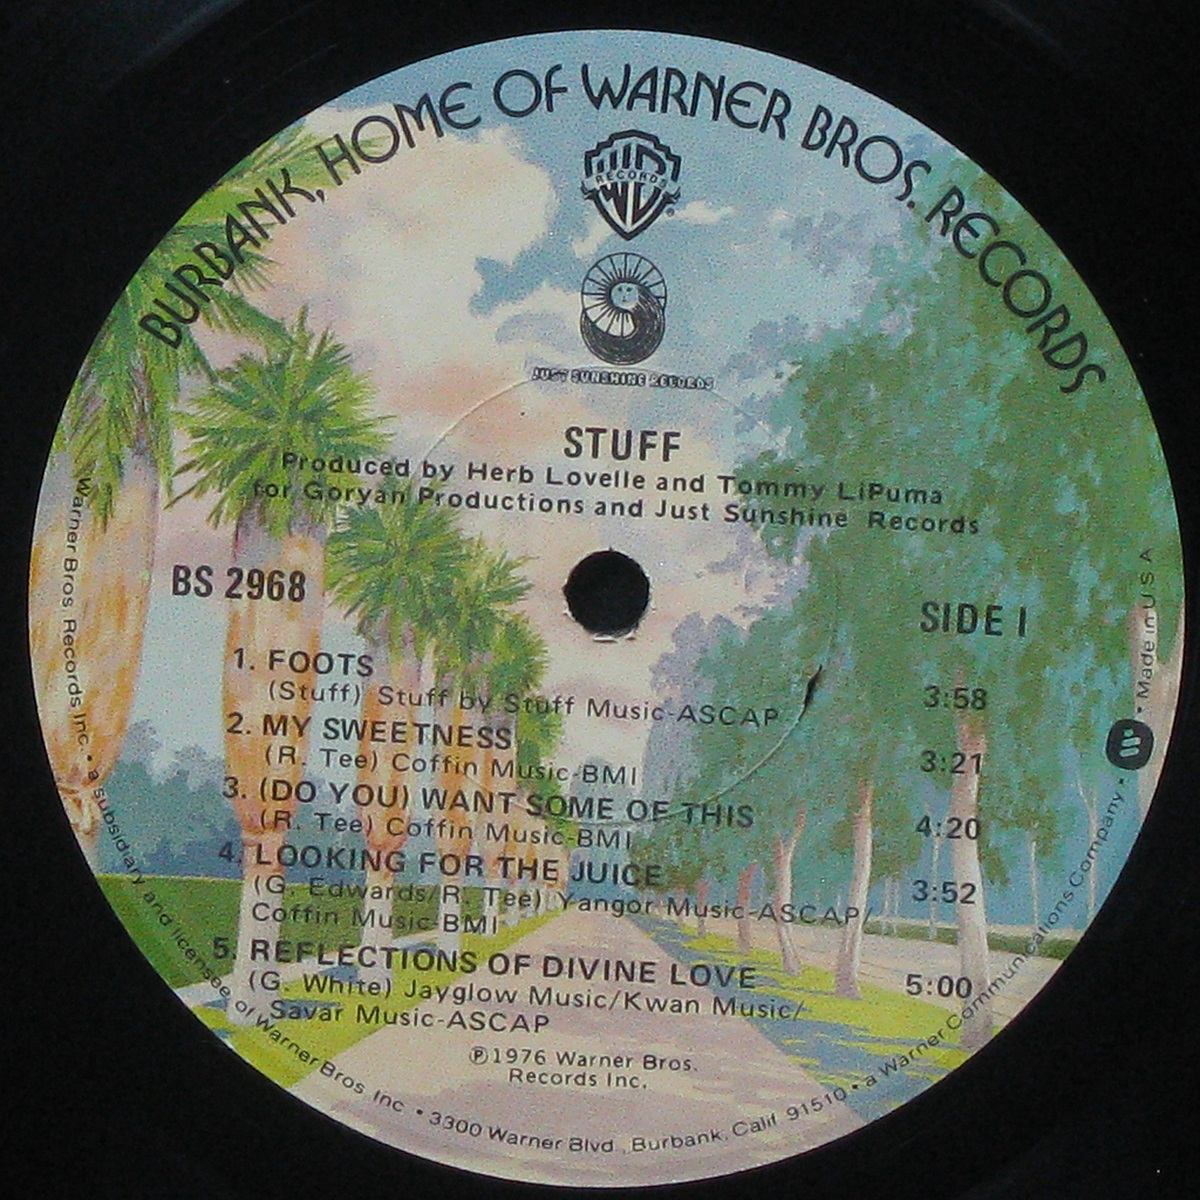 BURBANK, HOME OF WARNER BROS. RECORDS
WB
RECORDS
®
JUST SUNSHINE RECORDS
STUFF
Produced by Herb Lovelle and Tommy LiPuma
for Goryan Productions and Just Sunshine Records
BS 2968
SIDE I
1. FOOTS
(Stuff) Stuff by Stuff Music-ASCAP 3:58
2. MY SWEETNESS
(R. Tee) Coffin Music-BMI 3:21
3. (DO YOU) WANT SOME OF THIS
(R. Tee) Coffin Music-BMI 4:20
4. LOOKING FOR THE JUICE
(G. Edwards/R. Tee) Yangor Music-ASCAP/ 3:52
Coffin Music-BMI
5. REFLECTIONS OF DIVINE LOVE
(G. White) Jayglow Music/Kwan Music/ 5:00
Savar Music-ASCAP
℗1976 Warner Bros.
Records Inc.
Warner Bros. Records Inc. • a subsidiary and licensee of Warner Bros. Inc. • 3300 Warner Blvd., Burbank, Calif. 91510 • a Warner Communications Company • Made in U S A